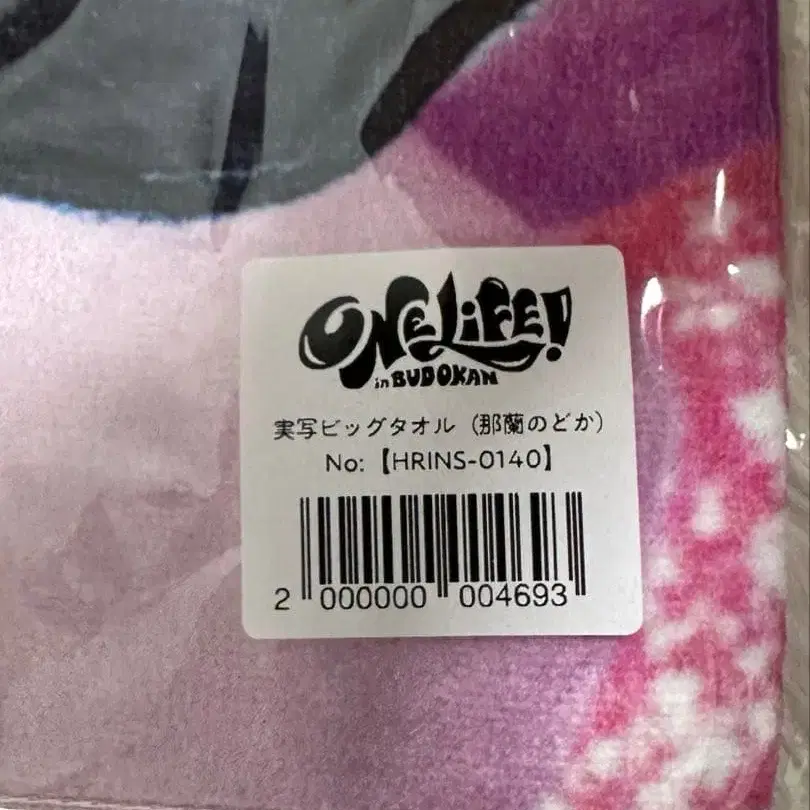 ONE LiFE!
in BUDOKAN
実写ビッグタオル（那蘭のどか）
No:【HRINS-0140】
2 000000 004693